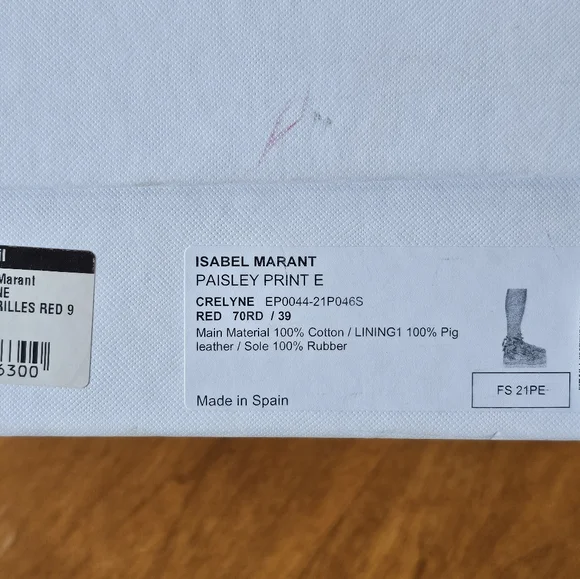 Marant
NE
RILLES RED 9
6300
ISABEL MARANT
PAISLEY PRINT E
CRELYNE EP0044-21P046S
RED 70RD / 39
Main Material 100% Cotton / LINING1 100% Pig
leather / Sole 100% Rubber
Made in Spain
FS 21PE